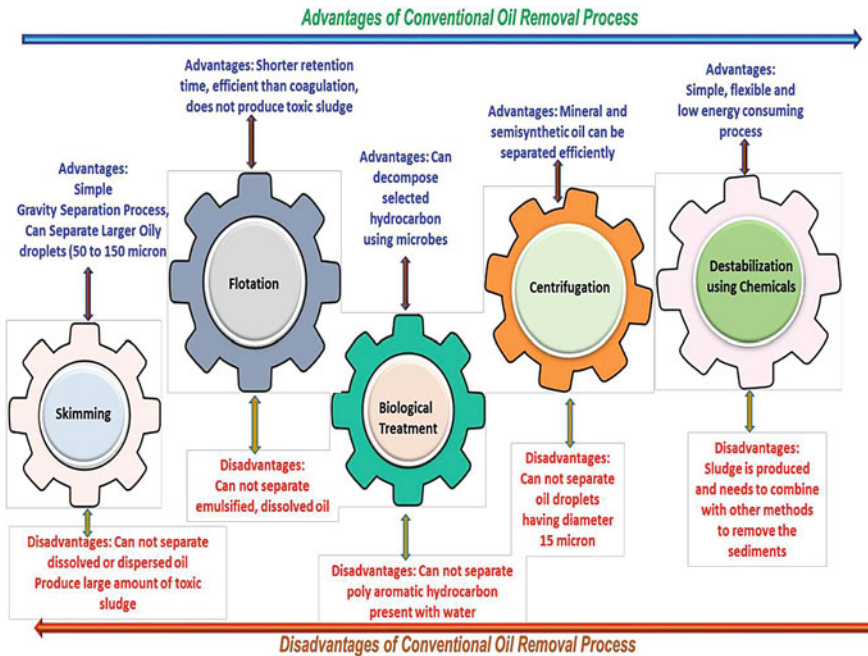 Advantages of Conventional Oil Removal Process
Advantages: Shorter retention
time, efficient than coagulation,
does not produce toxic sludge
Advantages:
Simple, flexible and
low energy consuming
process
Advantages: Mineral and
semisynthetic oil can be
separated efficiently
Advantages: Can
decompose
selected
hydrocarbon
using microbes
Advantages:
Simple
Gravity Separation Process,
Can Separate Larger Oily
droplets (50 to 150 micron
Skimming
Flotation
Biological
Treatment
Centrifugation
Destabilization
using Chemicals
Disadvantages: Can not separate
dissolved or dispersed oil
Produce large amount of toxic
sludge
Disadvantages:
Can not separate
emulsified, dissolved oil
Disadvantages: Can not separate
poly aromatic hydrocarbon
present with water
Disadvantages:
Can not separate
oil droplets
having diameter
15 micron
Disadvantages:
Sludge is produced
and needs to combine
with other methods
to remove the
sediments
Disadvantages of Conventional Oil Removal Process